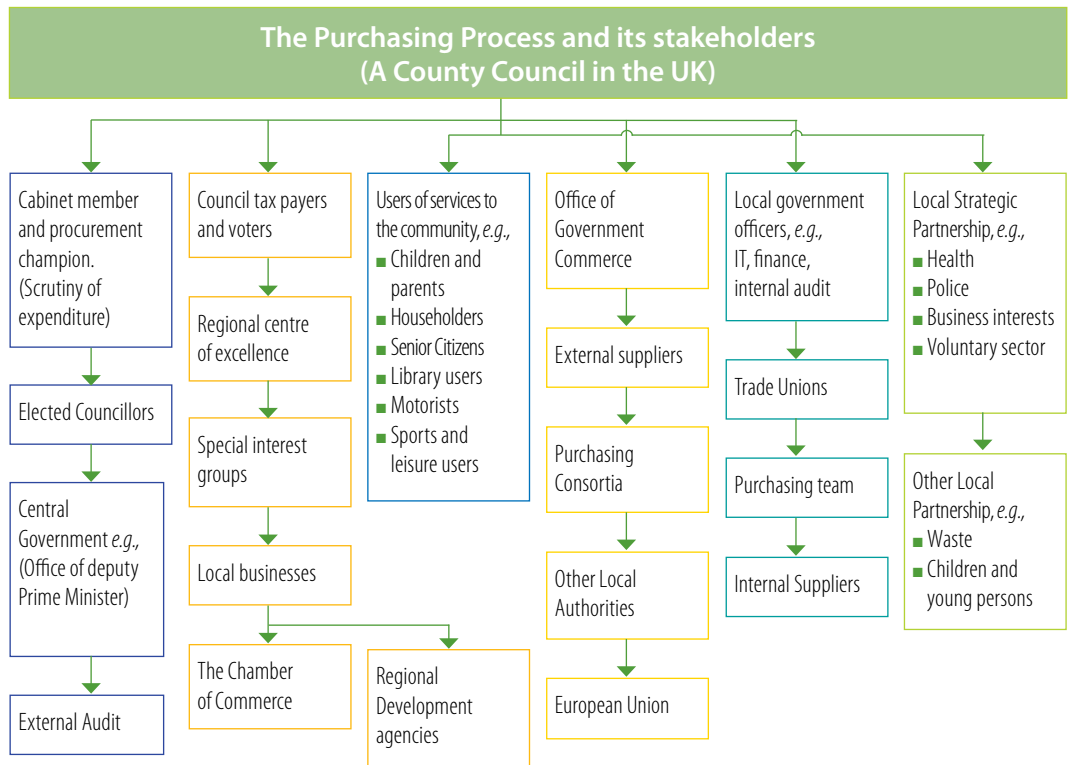 The Purchasing Process and its stakeholders
(A County Council in the UK)
Cabinet member
and procurement
champion.
(Scrutiny of
expenditure)
Elected Councillors
Central
Government e.g.,
(Office of deputy
Prime Minister)
External Audit
Council tax payers
and voters
Regional centre
of excellence
Special interest
groups
Local businesses
The Chamber
of Commerce
Regional
Development
agencies
Users of services to
the community, e.g.,
■ Children and
parents
■ Householders
■ Senior Citizens
■ Library users
■ Motorists
■ Sports and
leisure users
Office of
Government
Commerce
External suppliers
Purchasing
Consortia
Other Local
Authorities
European Union
Local government
officers, e.g.,
IT, finance,
internal audit
Trade Unions
Purchasing team
Internal Suppliers
Local Strategic
Partnership, e.g.,
■ Health
■ Police
■ Business interests
■ Voluntary sector
Other Local
Partnership, e.g.,
■ Waste
■ Children and
young persons